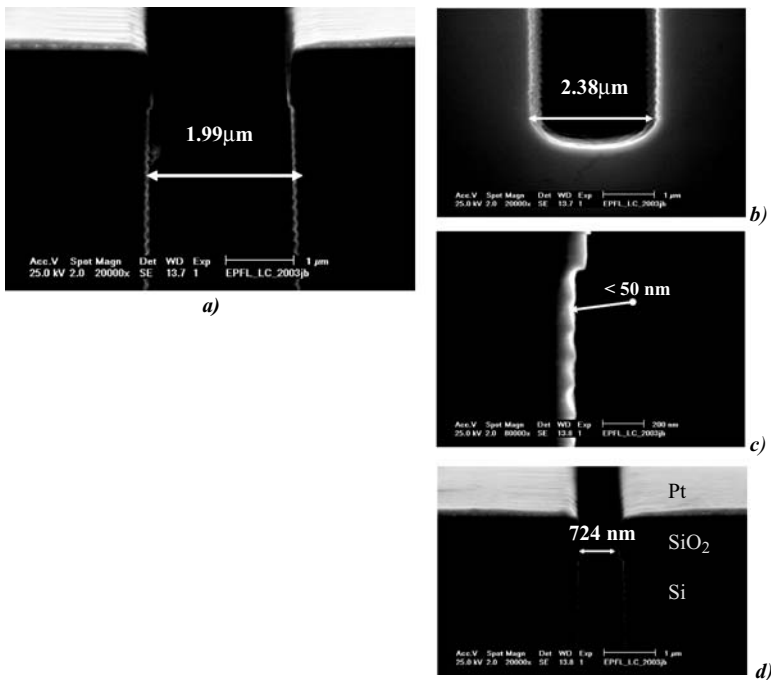 1.99µm
Acc.V Spot Magn Det WD Exp 1 µm
25.0 kV 2.0 20000x SE 13.7 1 EPFL_LC_2003jb
a)
2.38µm
Acc.V Spot Magn Det WD Exp 1 µm
25.0 kV 2.0 20000x SE 13.7 1 EPFL_LC_2003jb
b)
< 50 nm
Acc.V Spot Magn Det WD Exp 200 nm
25.0 kV 2.0 80000x SE 13.8 1 EPFL_LC_2003jb
c)
Pt
724 nm
SiO₂
Si
Acc.V Spot Magn Det WD Exp 1 µm
25.0 kV 2.0 20000x SE 13.8 1 EPFL_LC_2003jb
d)